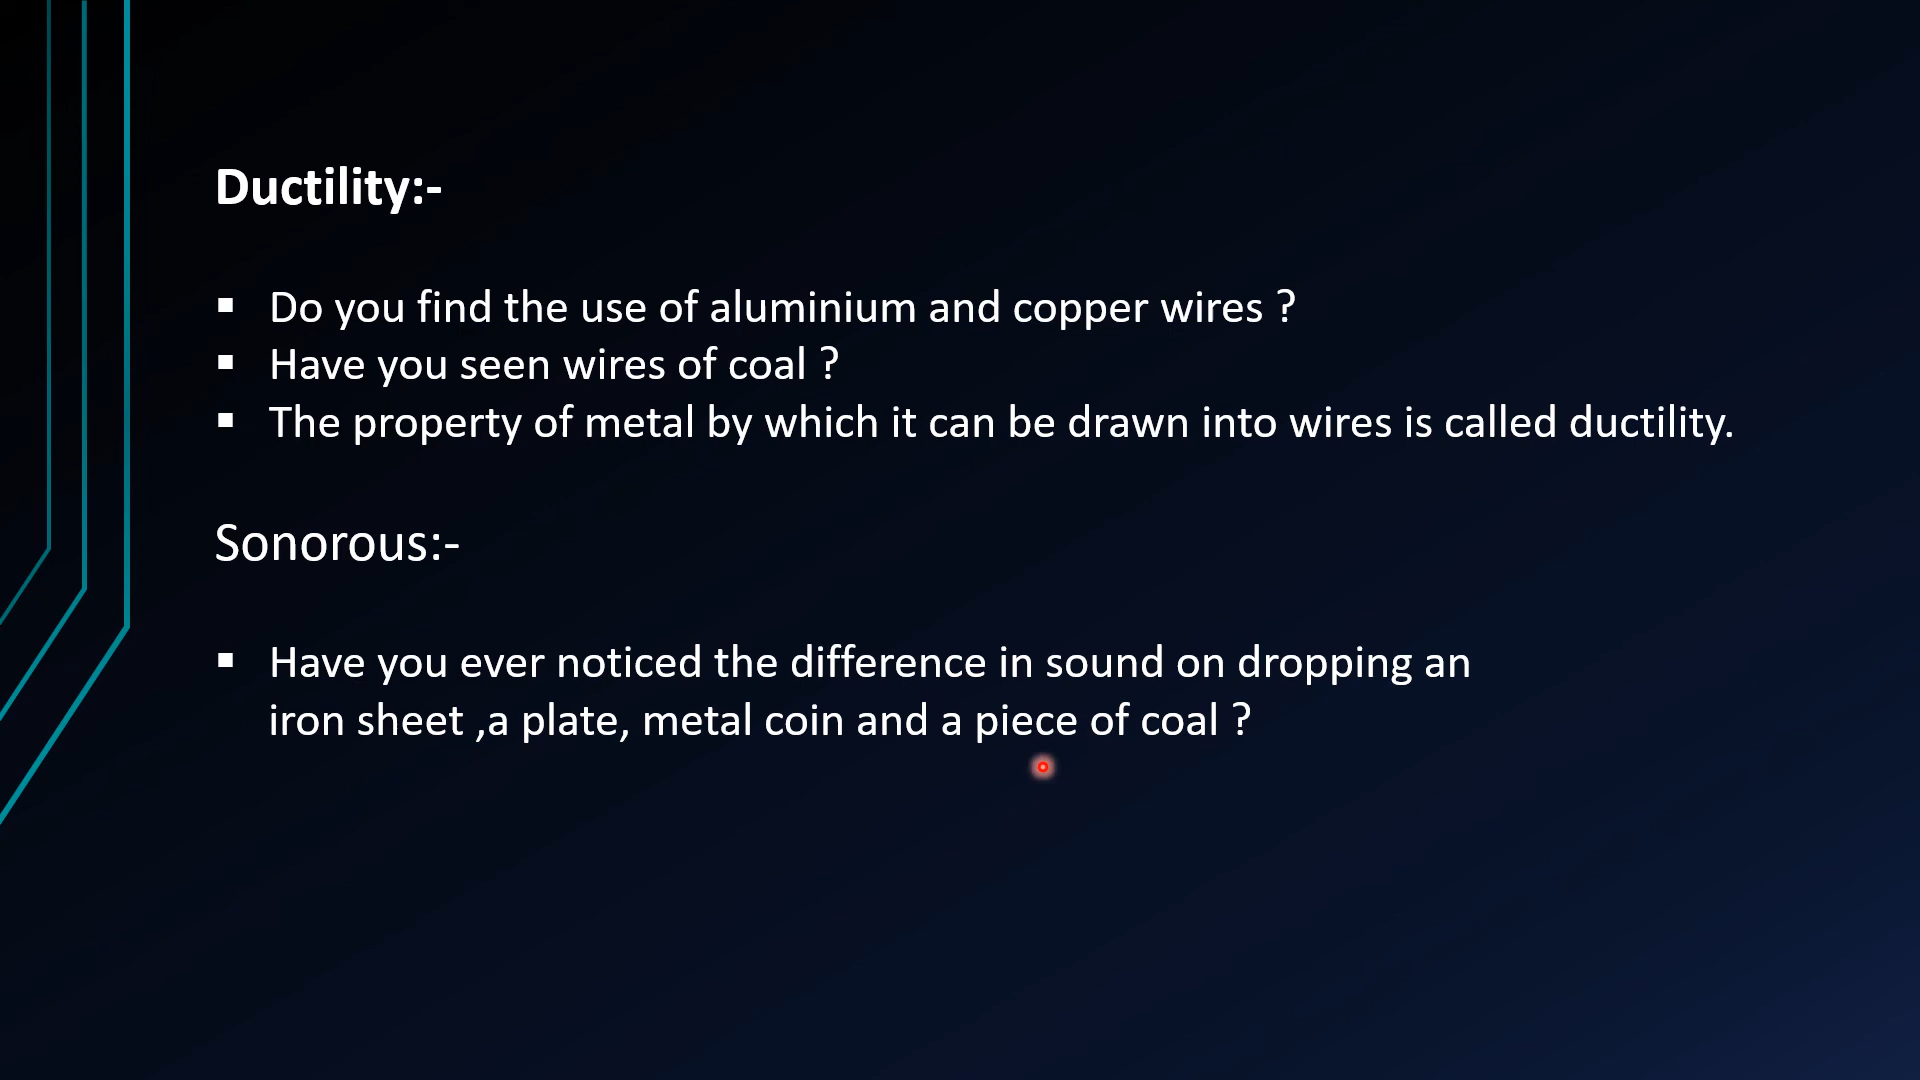 Ductility:-
▪ Do you find the use of aluminium and copper wires ?
▪ Have you seen wires of coal ?
▪ The property of metal by which it can be drawn into wires is called ductility.
Sonorous:-
▪ Have you ever noticed the difference in sound on dropping an
iron sheet ,a plate, metal coin and a piece of coal ?